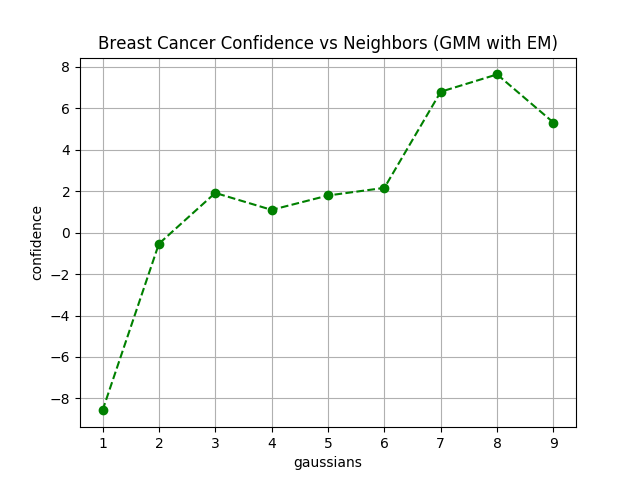 Breast Cancer Confidence vs Neighbors (GMM with EM)
8
6
4
2
0
−2
−4
−6
−8
confidence
1 2 3 4 5 6 7 8 9
gaussians